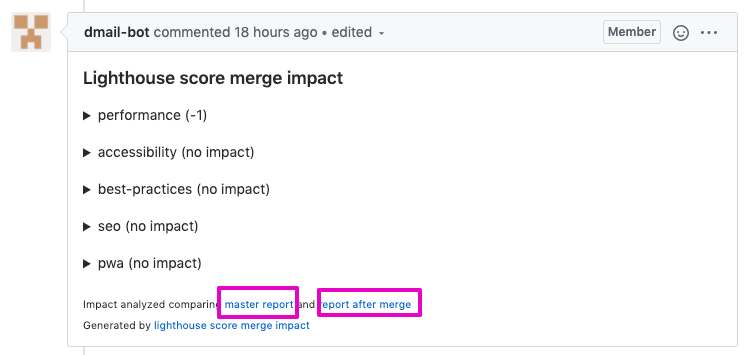 dmail-bot commented 18 hours ago • edited
Member
Lighthouse score merge impact
performance (-1)
accessibility (no impact)
best-practices (no impact)
seo (no impact)
pwa (no impact)
Impact analyzed comparing master report and report after merge
Generated by lighthouse score merge impact